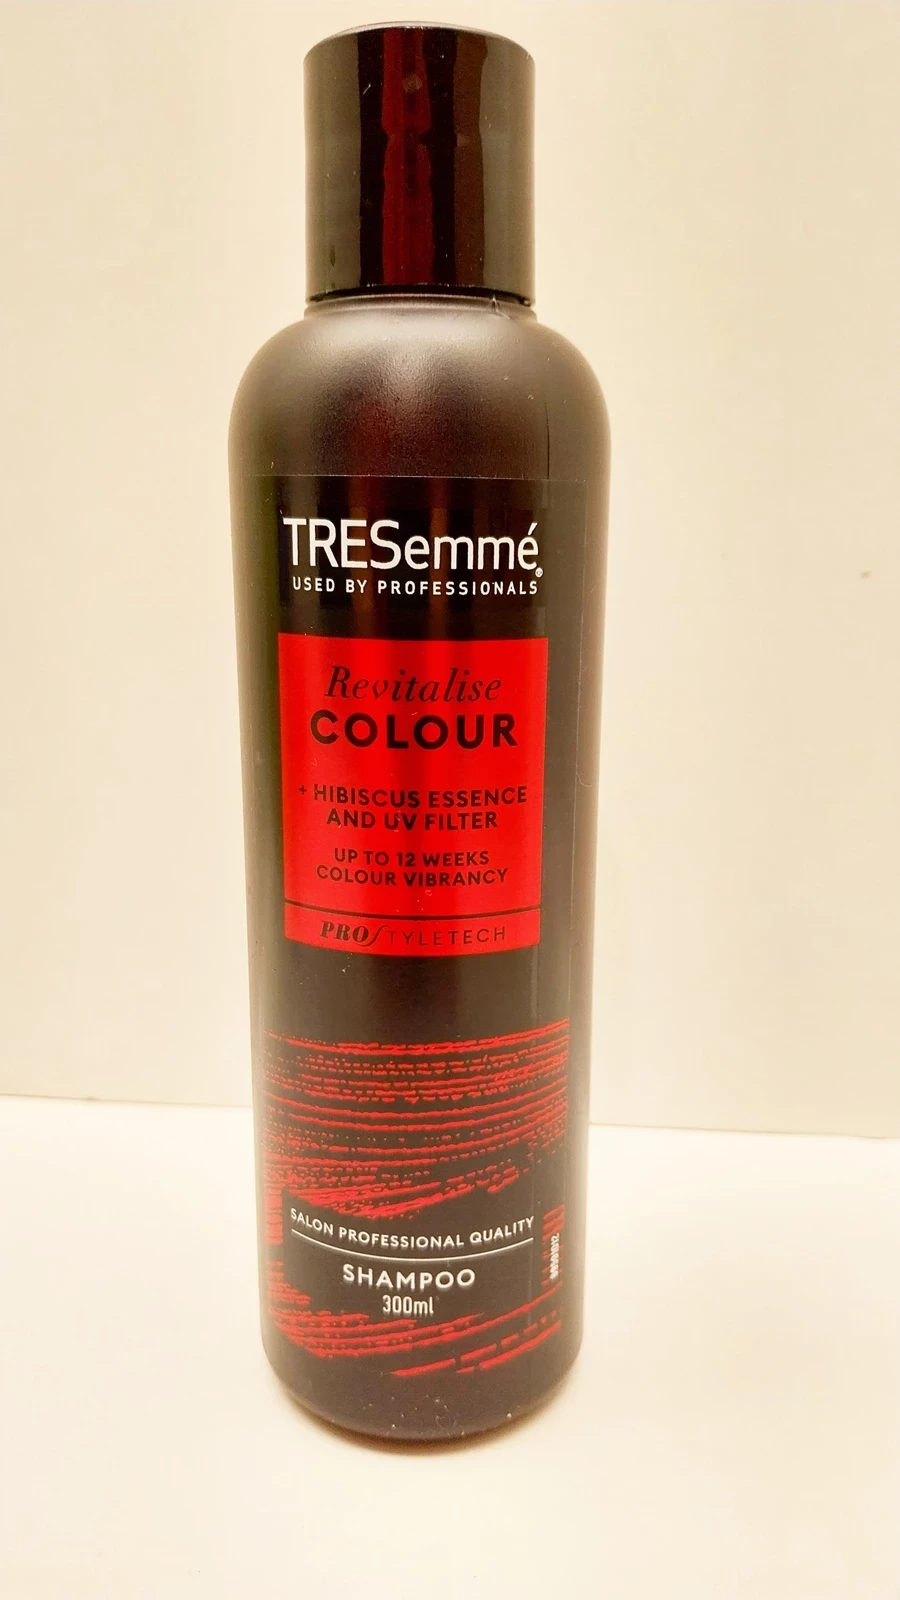 TRESemmé®
USED BY PROFESSIONALS
Revitalise
COLOUR
+ HIBISCUS ESSENCE
AND UV FILTER
UP TO 12 WEEKS
COLOUR VIBRANCY
PROSTYLETECH
SALON PROFESSIONAL QUALITY
SHAMPOO
300ml